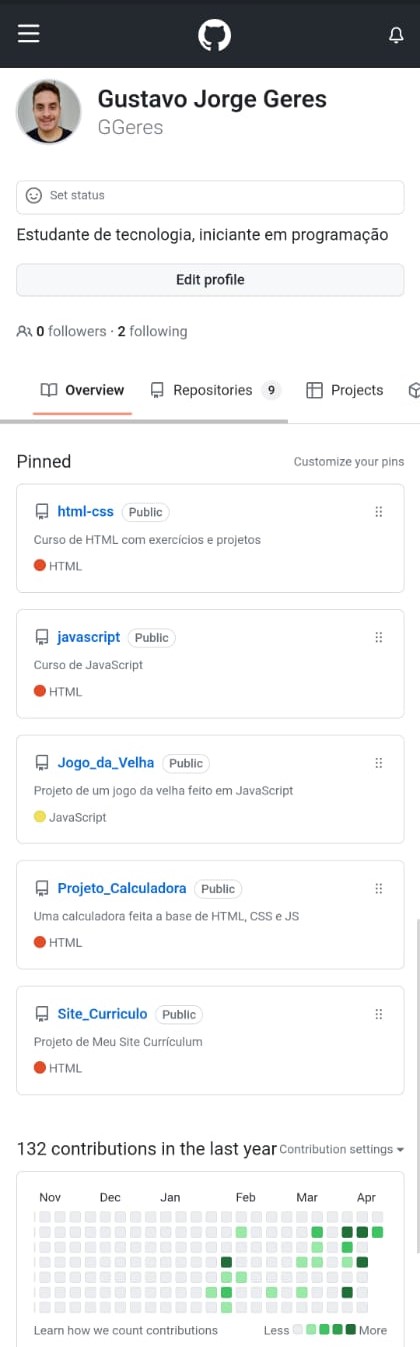 Gustavo Jorge Geres
GGeres
Set status
Estudante de tecnologia, iniciante em programação
Edit profile
0 followers · 2 following
Overview Repositories 9 Projects
Pinned Customize your pins
html-css Public
Curso de HTML com exercícios e projetos
HTML
javascript Public
Curso de JavaScript
HTML
Jogo_da_Velha Public
Projeto de um jogo da velha feito em JavaScript
JavaScript
Projeto_Calculadora Public
Uma calculadora feita a base de HTML, CSS e JS
HTML
Site_Curriculo Public
Projeto de Meu Site Currículum
HTML
132 contributions in the last year Contribution settings
Nov Dec Jan Feb Mar Apr
Learn how we count contributions Less More